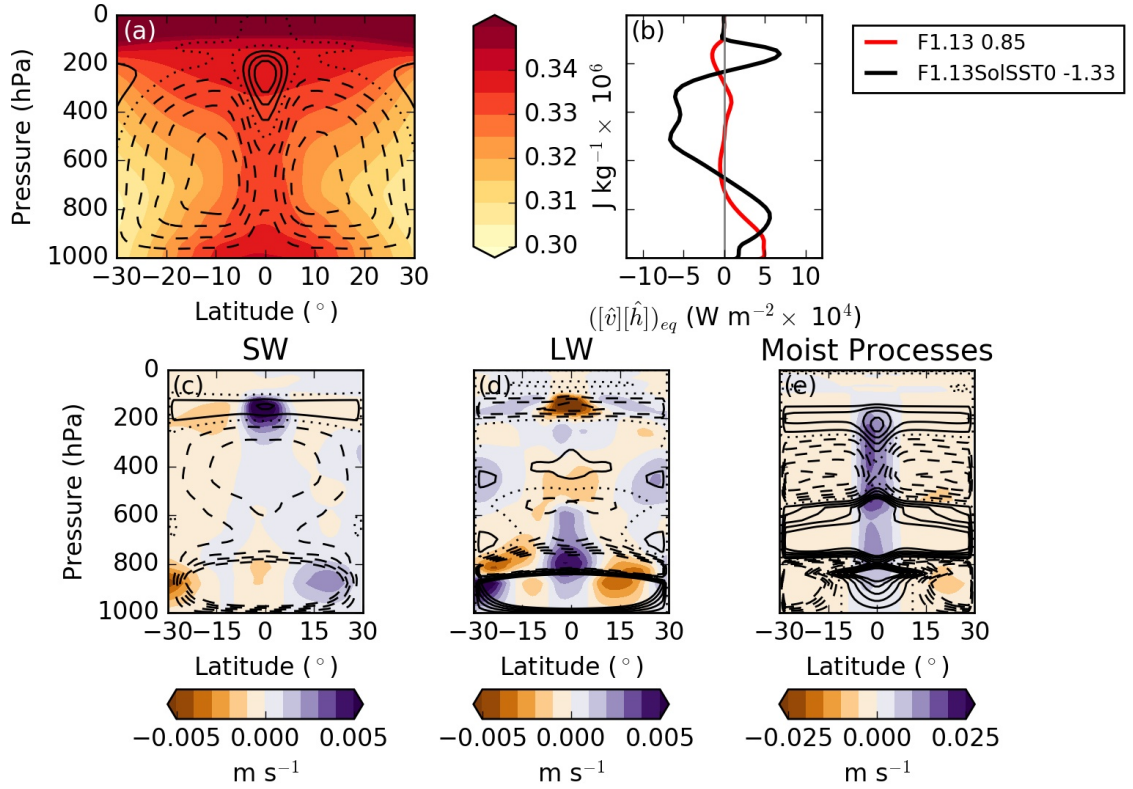 (a)
Pressure (hPa)
0
200
400
600
800
1000
−30 −20 −10 0 10 20 30
Latitude (°)
0.34
0.33
0.32
0.31
0.30
J kg⁻¹ × 10⁶
(b)
−10 −5 0 5 10
([v̂][ĥ])eq (W m⁻² × 10⁴)
F1.13 0.85
F1.13SolSST0 -1.33
SW
(c)
Pressure (hPa)
0
200
400
600
800
1000
−30 −15 0 15 30
Latitude (°)
−0.005 0.000 0.005
m s⁻¹
LW
(d)
−30 −15 0 15 30
Latitude (°)
−0.005 0.000 0.005
m s⁻¹
Moist Processes
(e)
−30 −15 0 15 30
Latitude (°)
−0.025 0.000 0.025
m s⁻¹